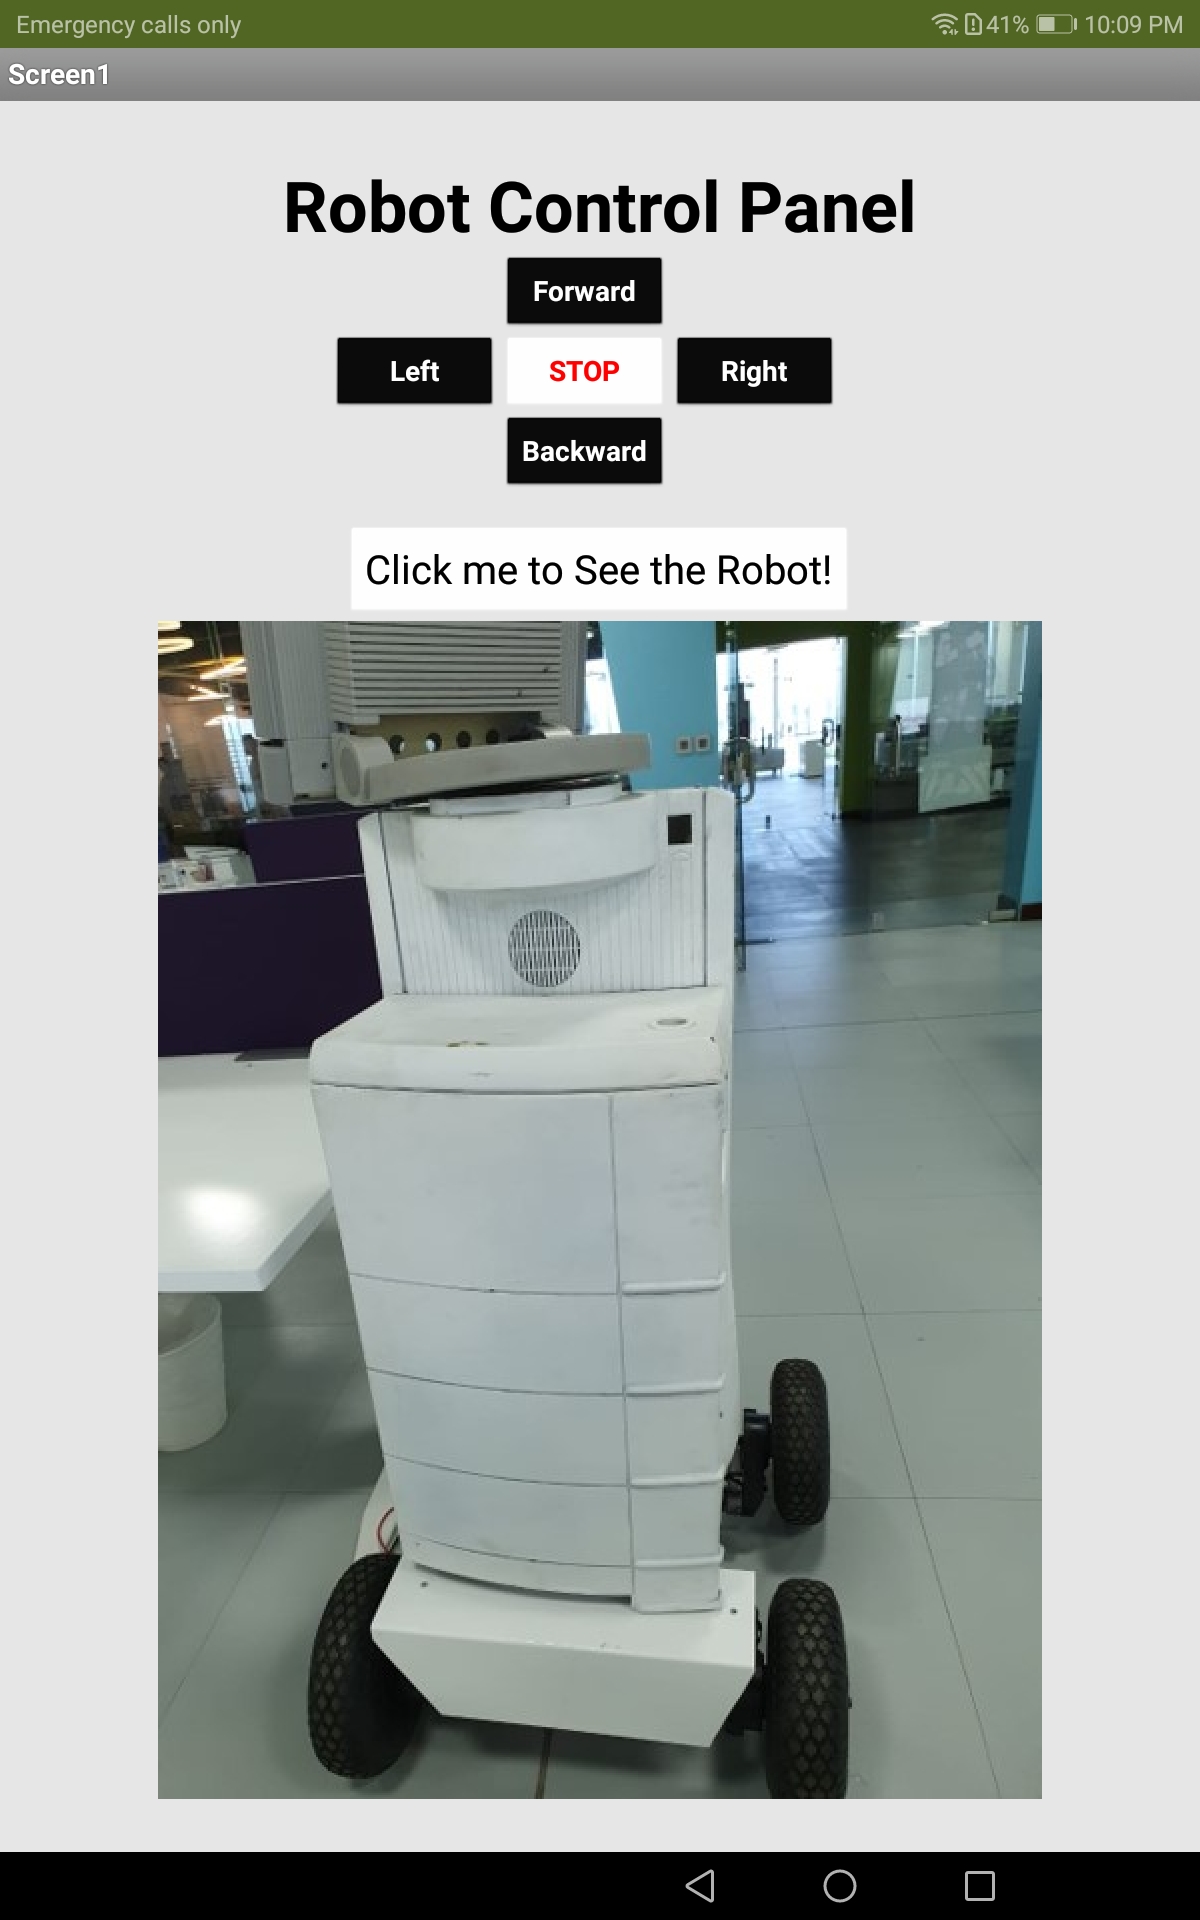 Emergency calls only 41% 10:09 PM
Screen1
Robot Control Panel
Forward
Left STOP Right
Backward
Click me to See the Robot!